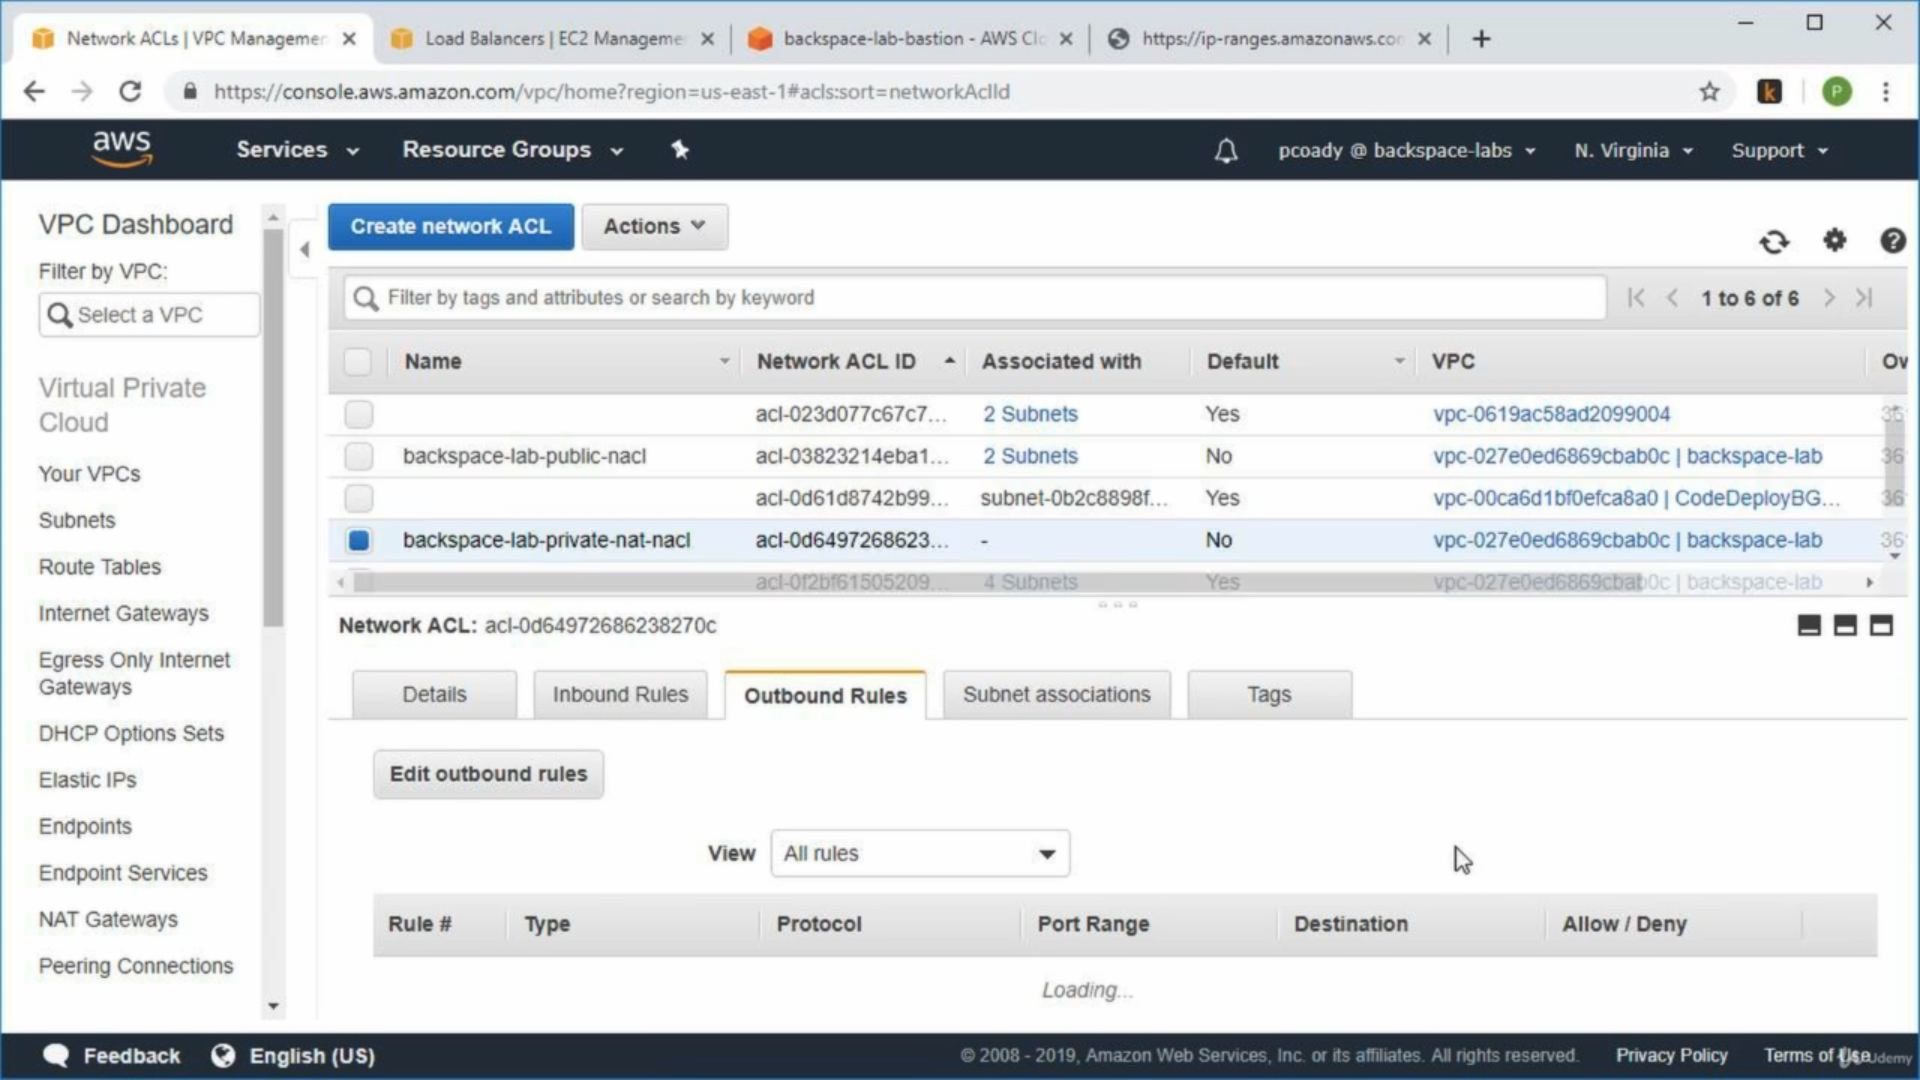 Network ACLs | VPC Managemen
Load Balancers | EC2 Manageme
backspace-lab-bastion - AWS Clo
https://ip-ranges.amazonaws.co
https://console.aws.amazon.com/vpc/home?region=us-east-1#acls:sort=networkAclId
k
P
aws
Services
Resource Groups
pcoady @ backspace-labs
N. Virginia
Support
VPC Dashboard
Filter by VPC:
Select a VPC
Virtual Private
Cloud
Your VPCs
Subnets
Route Tables
Internet Gateways
Egress Only Internet
Gateways
DHCP Options Sets
Elastic IPs
Endpoints
Endpoint Services
NAT Gateways
Peering Connections
Create network ACL
Actions
Filter by tags and attributes or search by keyword
1 to 6 of 6
Name Network ACL ID Associated with Default VPC Ow
acl-023d077c67c7... 2 Subnets Yes vpc-0619ac58ad2099004 36
backspace-lab-public-nacl acl-03823214eba1... 2 Subnets No vpc-027e0ed6869cbab0c | backspace-lab 36
acl-0d61d8742b99... subnet-0b2c8898f... Yes vpc-00ca6d1bf0efca8a0 | CodeDeployBG... 36
backspace-lab-private-nat-nacl acl-0d6497268623... - No vpc-027e0ed6869cbab0c | backspace-lab 36
acl-0f2bf61505209... 4 Subnets Yes vpc-027e0ed6869cbab0c | backspace-lab
Network ACL: acl-0d64972686238270c
Details
Inbound Rules
Outbound Rules
Subnet associations
Tags
Edit outbound rules
View All rules
Rule # Type Protocol Port Range Destination Allow / Deny
Loading...
Feedback
English (US)
© 2008 - 2019, Amazon Web Services, Inc. or its affiliates. All rights reserved.
Privacy Policy
Terms of Use
Udemy